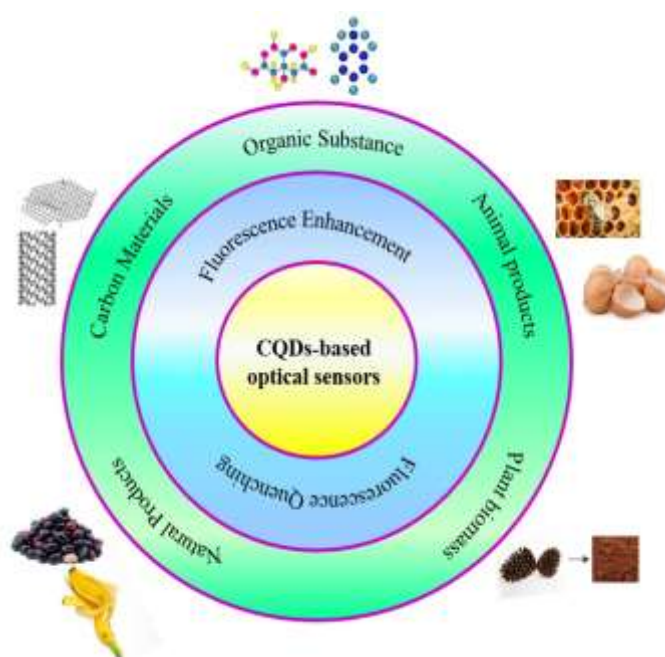 Organic Substance
Carbon Materials
Animal products
Fluorescence Enhancement
CQDs-based
optical sensors
Fluorescence Quenching
Natural Products
Plant biomass